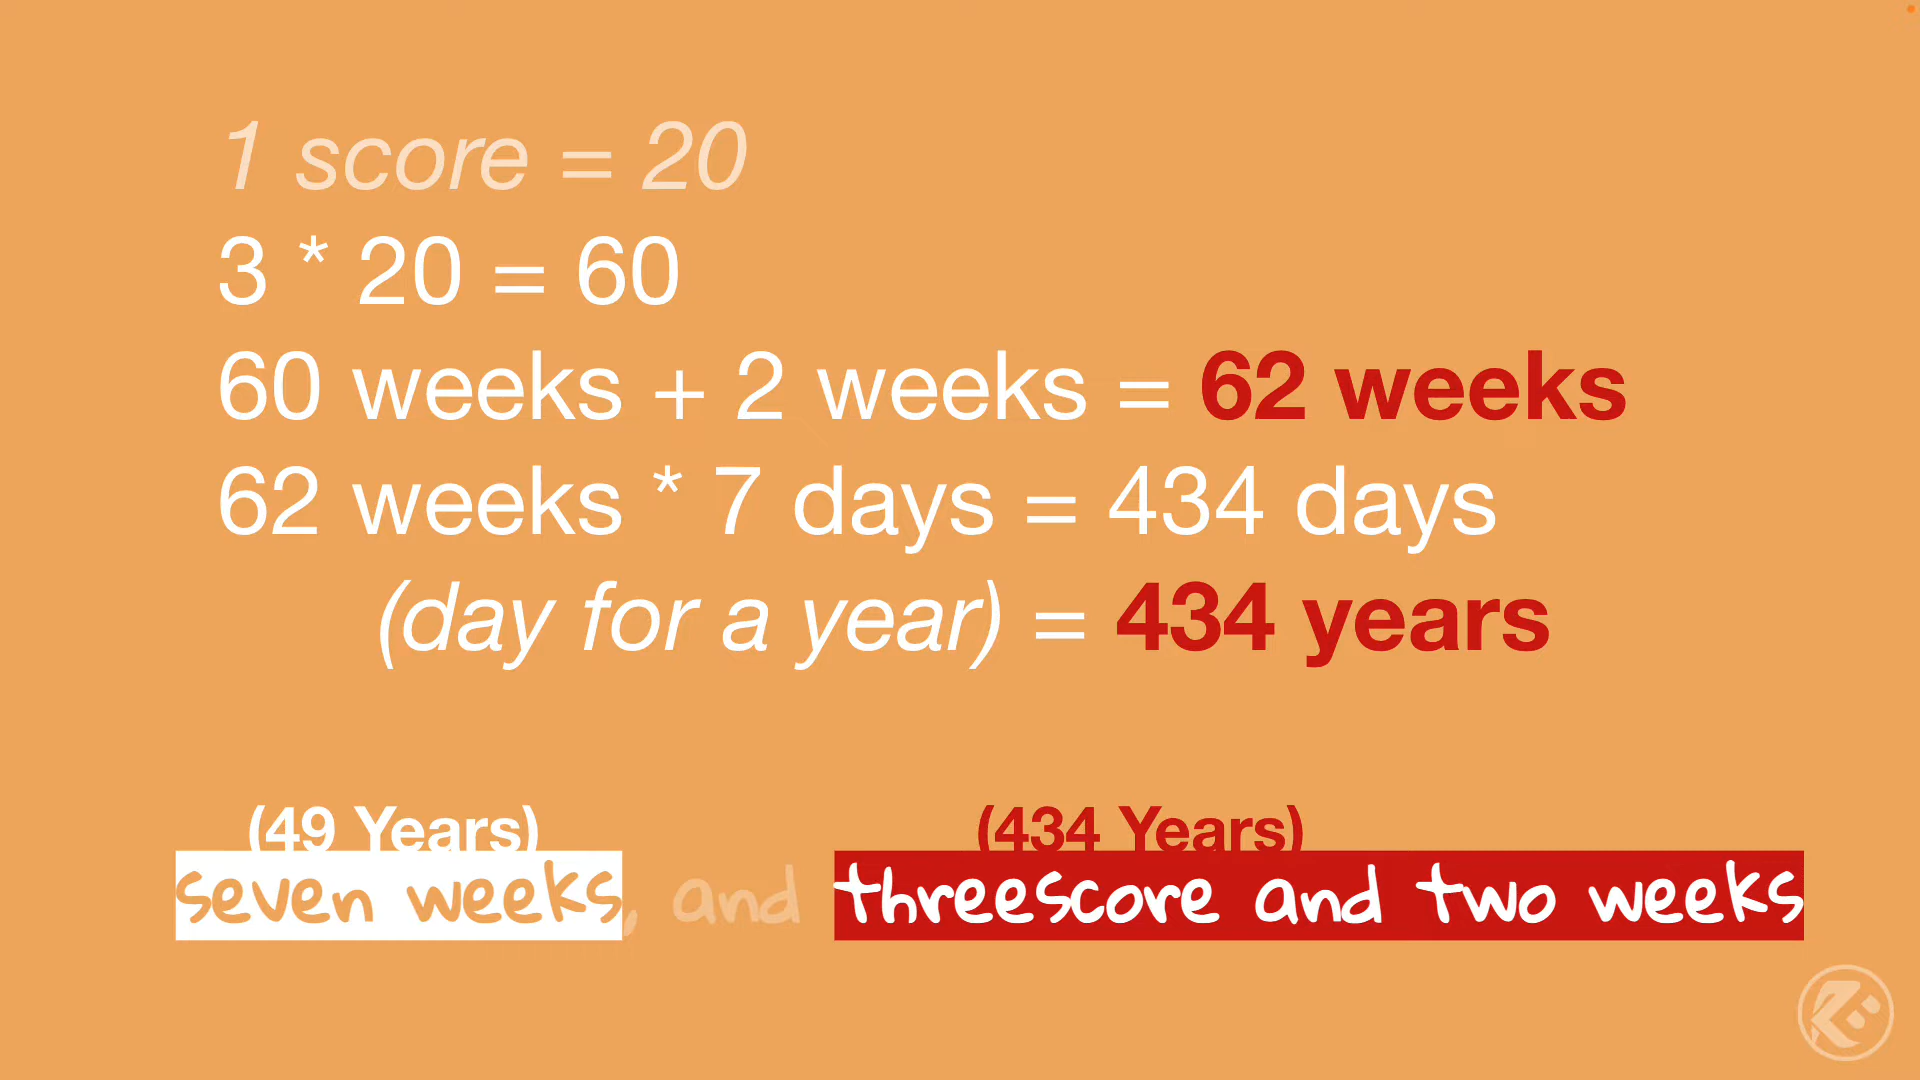 1 score = 20
3 * 20 = 60
60 weeks + 2 weeks = 62 weeks
62 weeks * 7 days = 434 days
(day for a year) = 434 years
(49 Years) (434 Years)
seven weeks, and threescore and two weeks